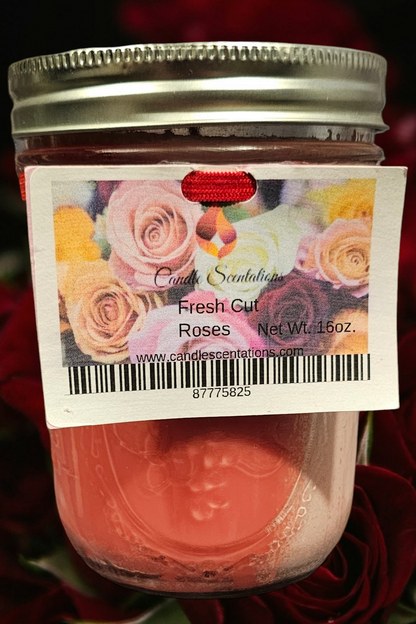 Candle Scentations
Fresh Cut
Roses Net Wt. 16oz.
www.candlescentations.com
87775825